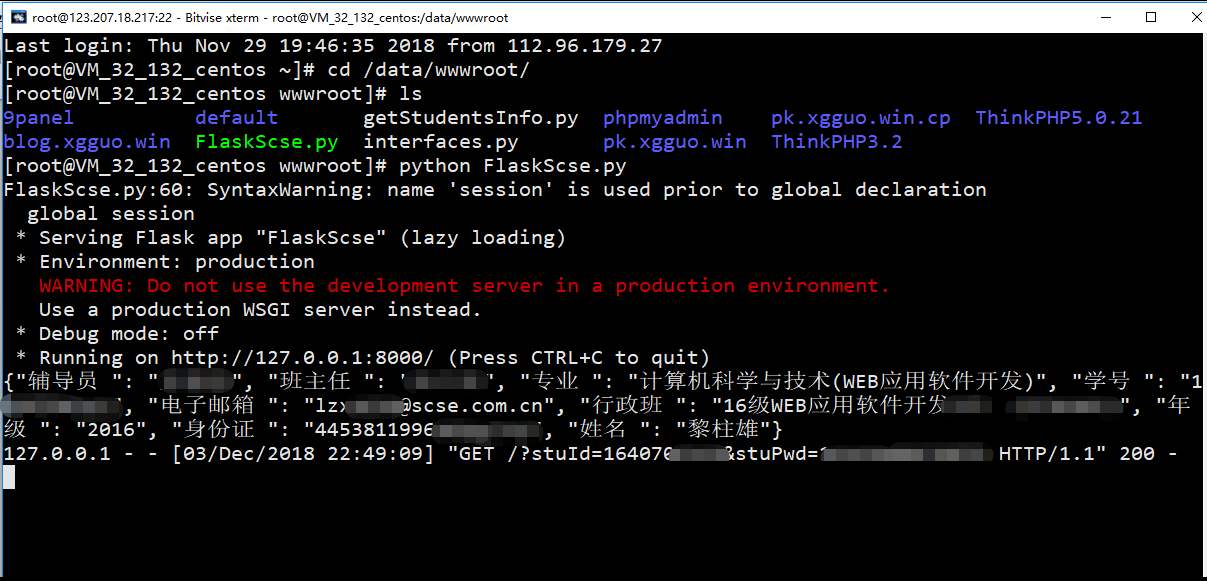 root@123.207.18.217:22 - Bitvise xterm - root@VM_32_132_centos:/data/wwwroot
Last login: Thu Nov 29 19:46:35 2018 from 112.96.179.27
[root@VM_32_132_centos ~]# cd /data/wwwroot/
[root@VM_32_132_centos wwwroot]# ls
9panel default getStudentsInfo.py phpmyadmin pk.xgguo.win.cp ThinkPHP5.0.21
blog.xgguo.win FlaskScse.py interfaces.py pk.xgguo.win ThinkPHP3.2
[root@VM_32_132_centos wwwroot]# python FlaskScse.py
FlaskScse.py:60: SyntaxWarning: name 'session' is used prior to global declaration
global session
* Serving Flask app "FlaskScse" (lazy loading)
* Environment: production
WARNING: Do not use the development server in a production environment.
Use a production WSGI server instead.
* Debug mode: off
* Running on http://127.0.0.1:8000/ (Press CTRL+C to quit)
{"辅导员 ": "", "班主任 ": "", "专业 ": "计算机科学与技术(WEB应用软件开发)", "学号 ": "1
", "电子邮箱 ": "lzx@scse.com.cn", "行政班 ": "16级WEB应用软件开发 ", "年
级 ": "2016", "身份证 ": "4453811996", "姓名 ": "黎柱雄"}
127.0.0.1 - - [03/Dec/2018 22:49:09] "GET /?stuId=164070&stuPwd= HTTP/1.1" 200 -